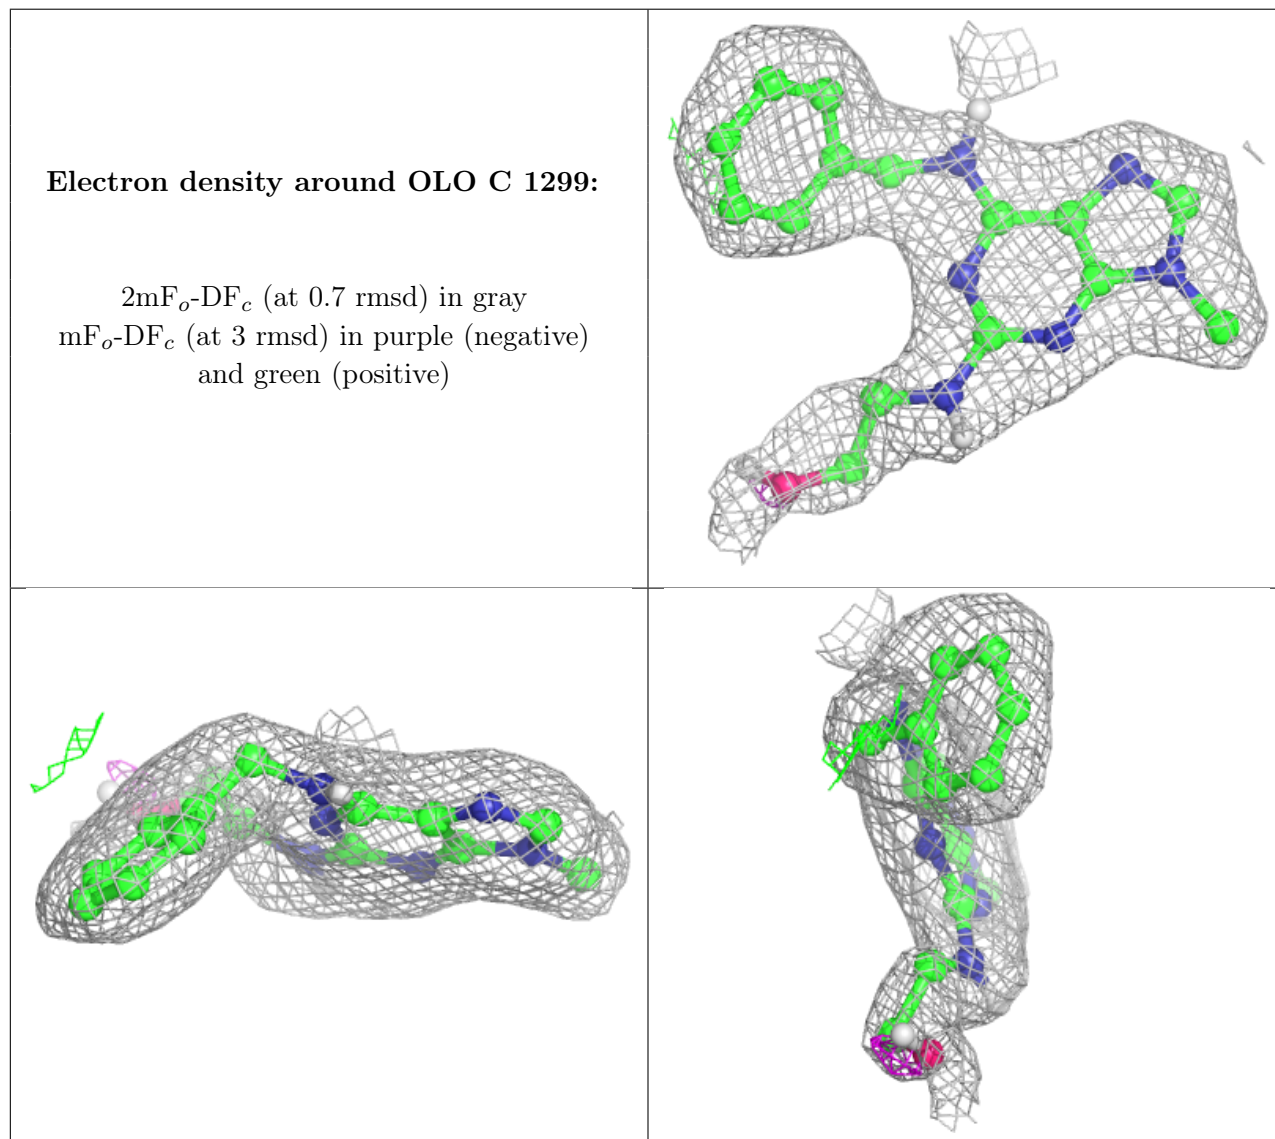 Electron density around OLO C 1299:
2mFₒ-DF𝒸 (at 0.7 rmsd) in gray
mFₒ-DF𝒸 (at 3 rmsd) in purple (negative)
and green (positive)